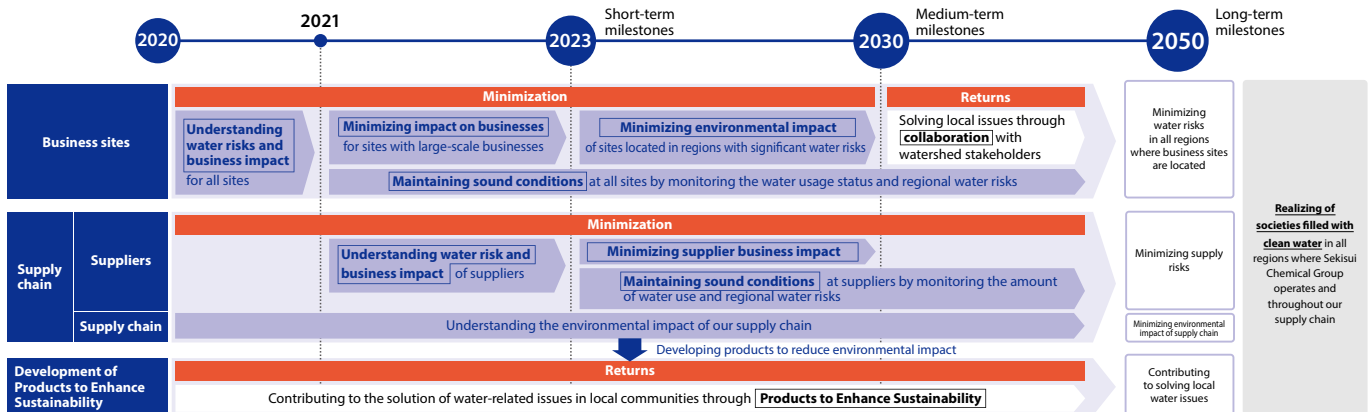 2020
2021
2023
Short-term
milestones
2030
Medium-term
milestones
2050
Long-term
milestones
Business sites
Minimization
Returns
Understanding
water risks and
business impact
for all sites
Minimizing impact on businesses
for sites with large-scale businesses
Minimizing environmental impact
of sites located in regions with significant water risks
Solving local issues through
collaboration with
watershed stakeholders
Maintaining sound conditions at all sites by monitoring the water usage status and regional water risks
Minimizing
water risks
in all regions
where business sites
are located
Supply
chain
Suppliers
Minimization
Understanding water risk and
business impact of suppliers
Minimizing supplier business impact
Maintaining sound conditions at suppliers by monitoring the amount
of water use and regional water risks
Minimizing supply
risks
Supply chain
Understanding the environmental impact of our supply chain
Minimizing environmental
impact of supply chain
Developing products to reduce environmental impact
Development of
Products to Enhance
Sustainability
Returns
Contributing to the solution of water-related issues in local communities through Products to Enhance Sustainability
Contributing
to solving local
water issues
Realizing of
societies filled with
clean water in all
regions where Sekisui
Chemical Group
operates and
throughout our
supply chain